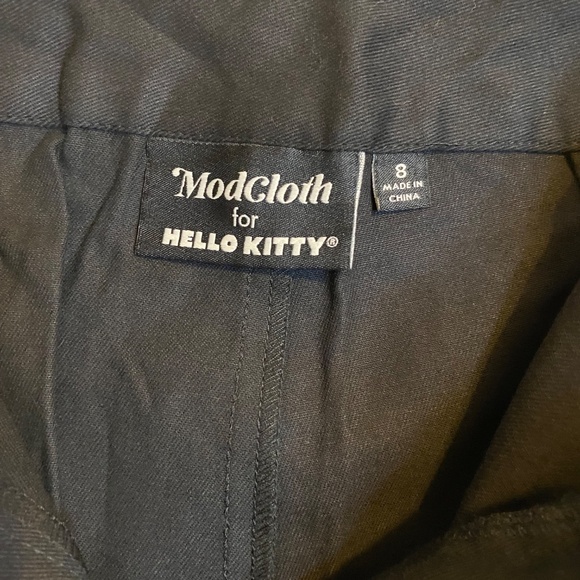 ModCloth
for
HELLO KITTY®
8
MADE IN
CHINA